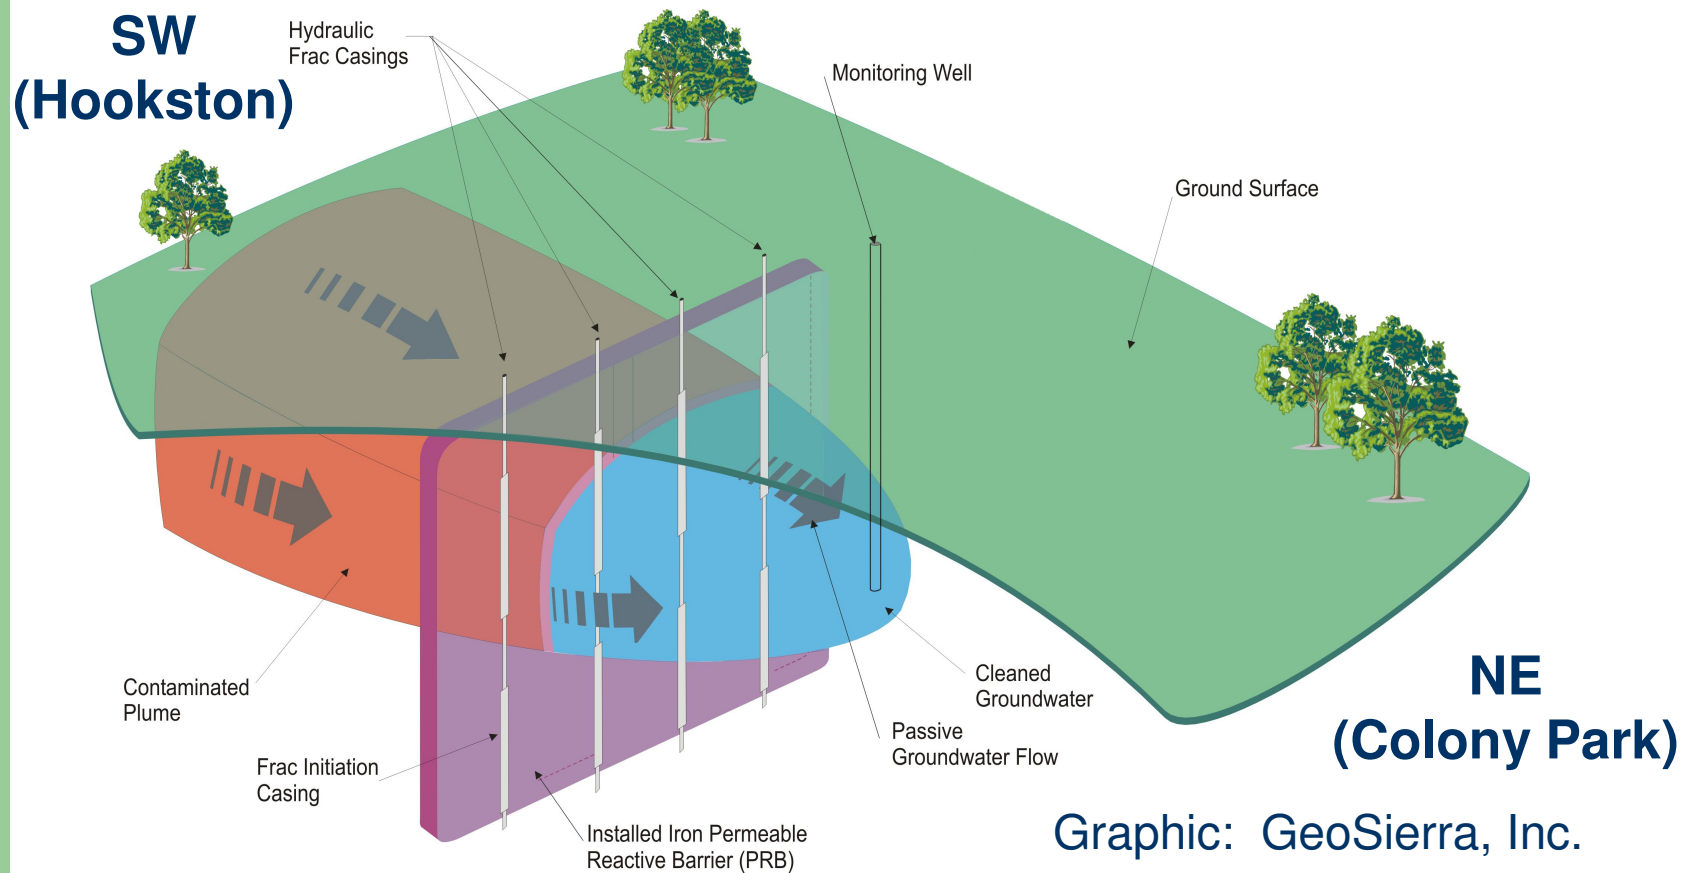 SW
(Hookston)
Hydraulic
Frac Casings
Monitoring Well
Ground Surface
Contaminated
Plume
Frac Initiation
Casing
Installed Iron Permeable
Reactive Barrier (PRB)
Cleaned
Groundwater
Passive
Groundwater Flow
NE
(Colony Park)
Graphic: GeoSierra, Inc.